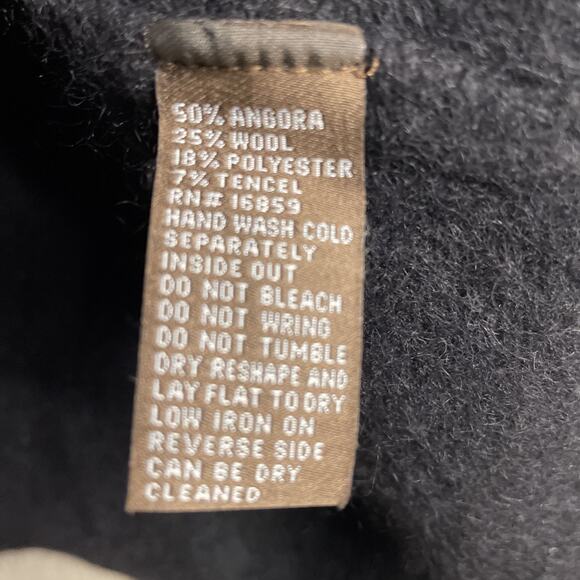 50% ANGORA
25% WOOL
18% POLYESTER
7% TENCEL
RN# 16859
HAND WASH COLD
SEPARATELY
INSIDE OUT
DO NOT BLEACH
DO NOT WRING
DO NOT TUMBLE
DRY RESHAPE AND
LAY FLAT TO DRY
LOW IRON ON
REVERSE SIDE
CAN BE DRY
CLEANED